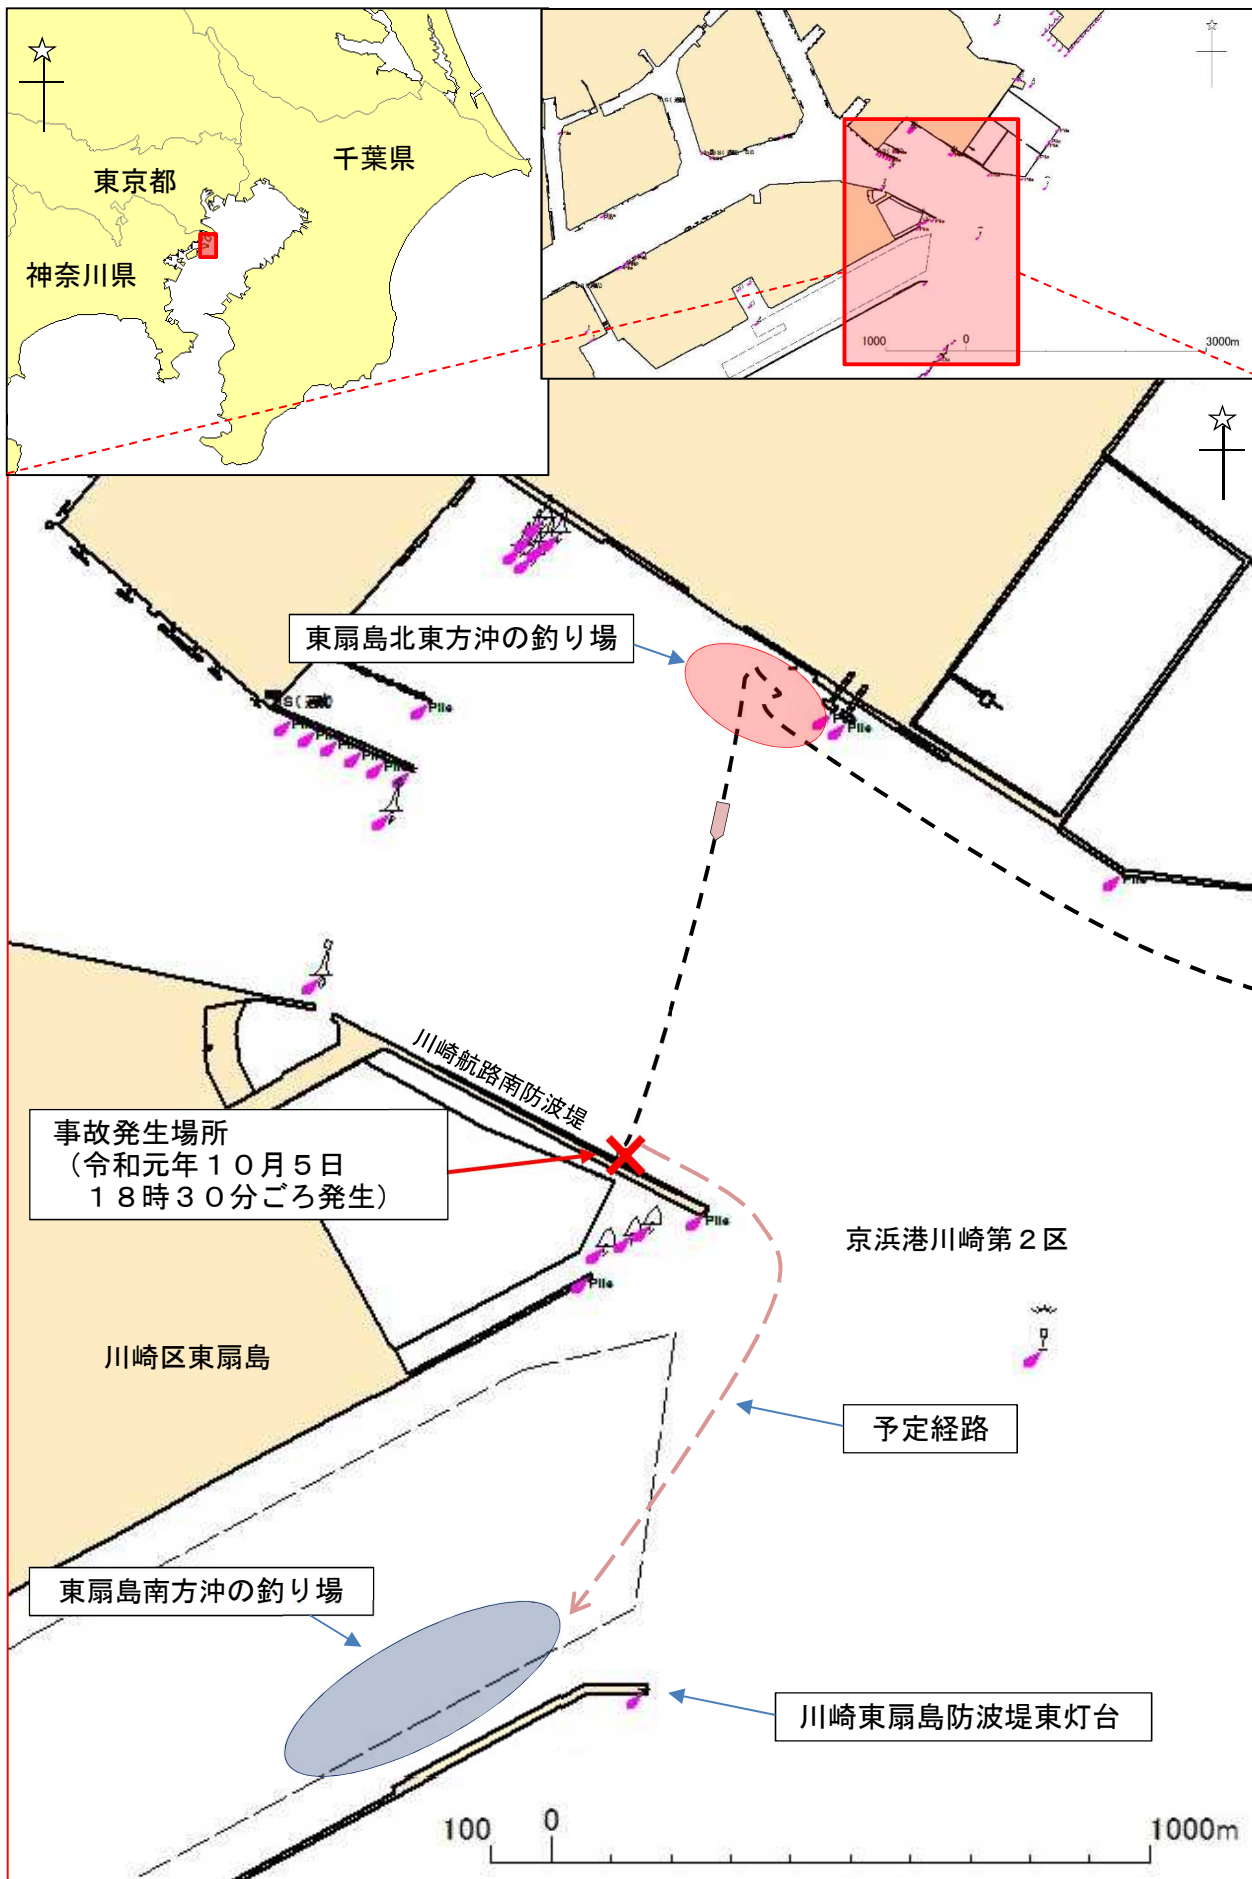 千葉県
東京都
神奈川県
1000
0
3000m
東扇島北東方沖の釣り場
Pile
Pile
川崎航路南防波堤
事故発生場所
（令和元年１０月５日
１８時３０分ごろ発生）
Pile
Pile
京浜港川崎第２区
川崎区東扇島
予定経路
東扇島南方沖の釣り場
川崎東扇島防波堤東灯台
100
0
1000m